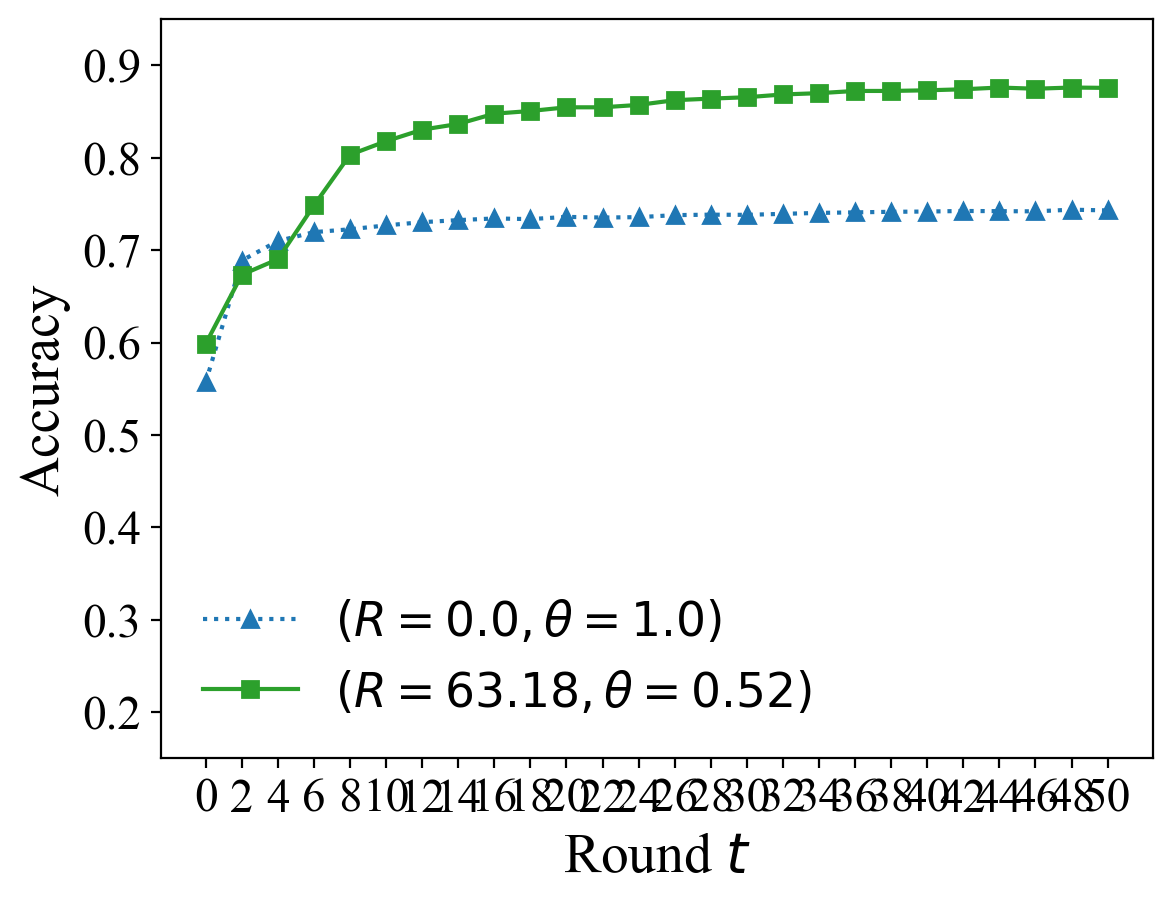 0.9
0.8
0.7
0.6
0.5
0.4
0.3
0.2
Accuracy
(R = 0.0, θ = 1.0)
(R = 63.18, θ = 0.52)
0 2 4 6 8 10 12 14 16 18 20 22 24 26 28 30 32 34 36 38 40 42 44 46 48 50
Round t